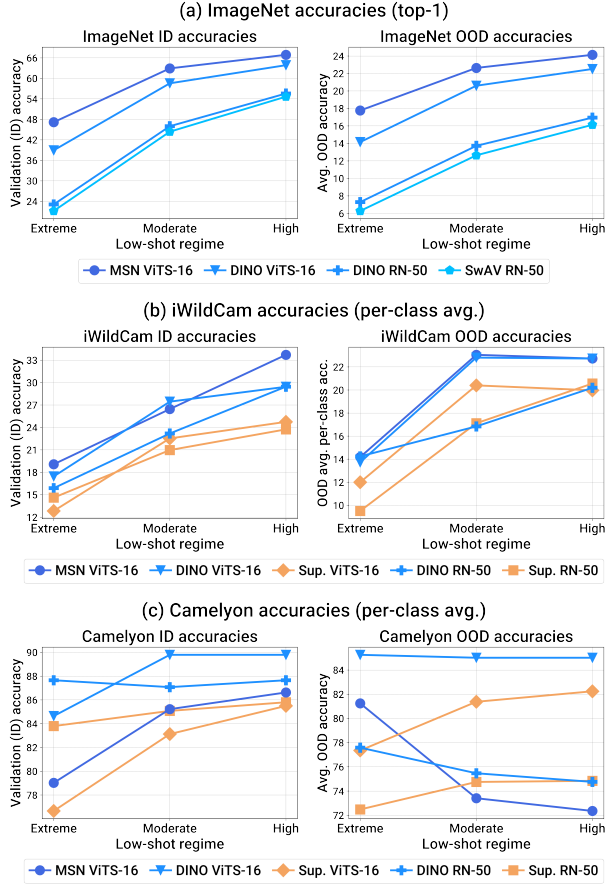 (a) ImageNet accuracies (top-1)
ImageNet ID accuracies
Validation (ID) accuracy
66
60
54
48
42
36
30
24
Extreme Moderate High
Low-shot regime
ImageNet OOD accuracies
Avg. OOD accuracy
24
22
20
18
16
14
12
10
8
6
Extreme Moderate High
Low-shot regime
MSN ViTS-16 DINO ViTS-16 DINO RN-50 SwAV RN-50
(b) iWildCam accuracies (per-class avg.)
iWildCam ID accuracies
Validation (ID) accuracy
33
30
27
24
21
18
15
12
Extreme Moderate High
Low-shot regime
iWildCam OOD accuracies
OOD avg. per-class acc.
22
20
18
16
14
12
10
Extreme Moderate High
Low-shot regime
MSN ViTS-16 DINO ViTS-16 Sup. ViTS-16 DINO RN-50 Sup. RN-50
(c) Camelyon accuracies (per-class avg.)
Camelyon ID accuracies
Validation (ID) accuracy
90
88
86
84
82
80
78
Extreme Moderate High
Low-shot regime
Camelyon OOD accuracies
Avg. OOD accuracy
84
82
80
78
76
74
72
Extreme Moderate High
Low-shot regime
MSN ViTS-16 DINO ViTS-16 Sup. ViTS-16 DINO RN-50 Sup. RN-50